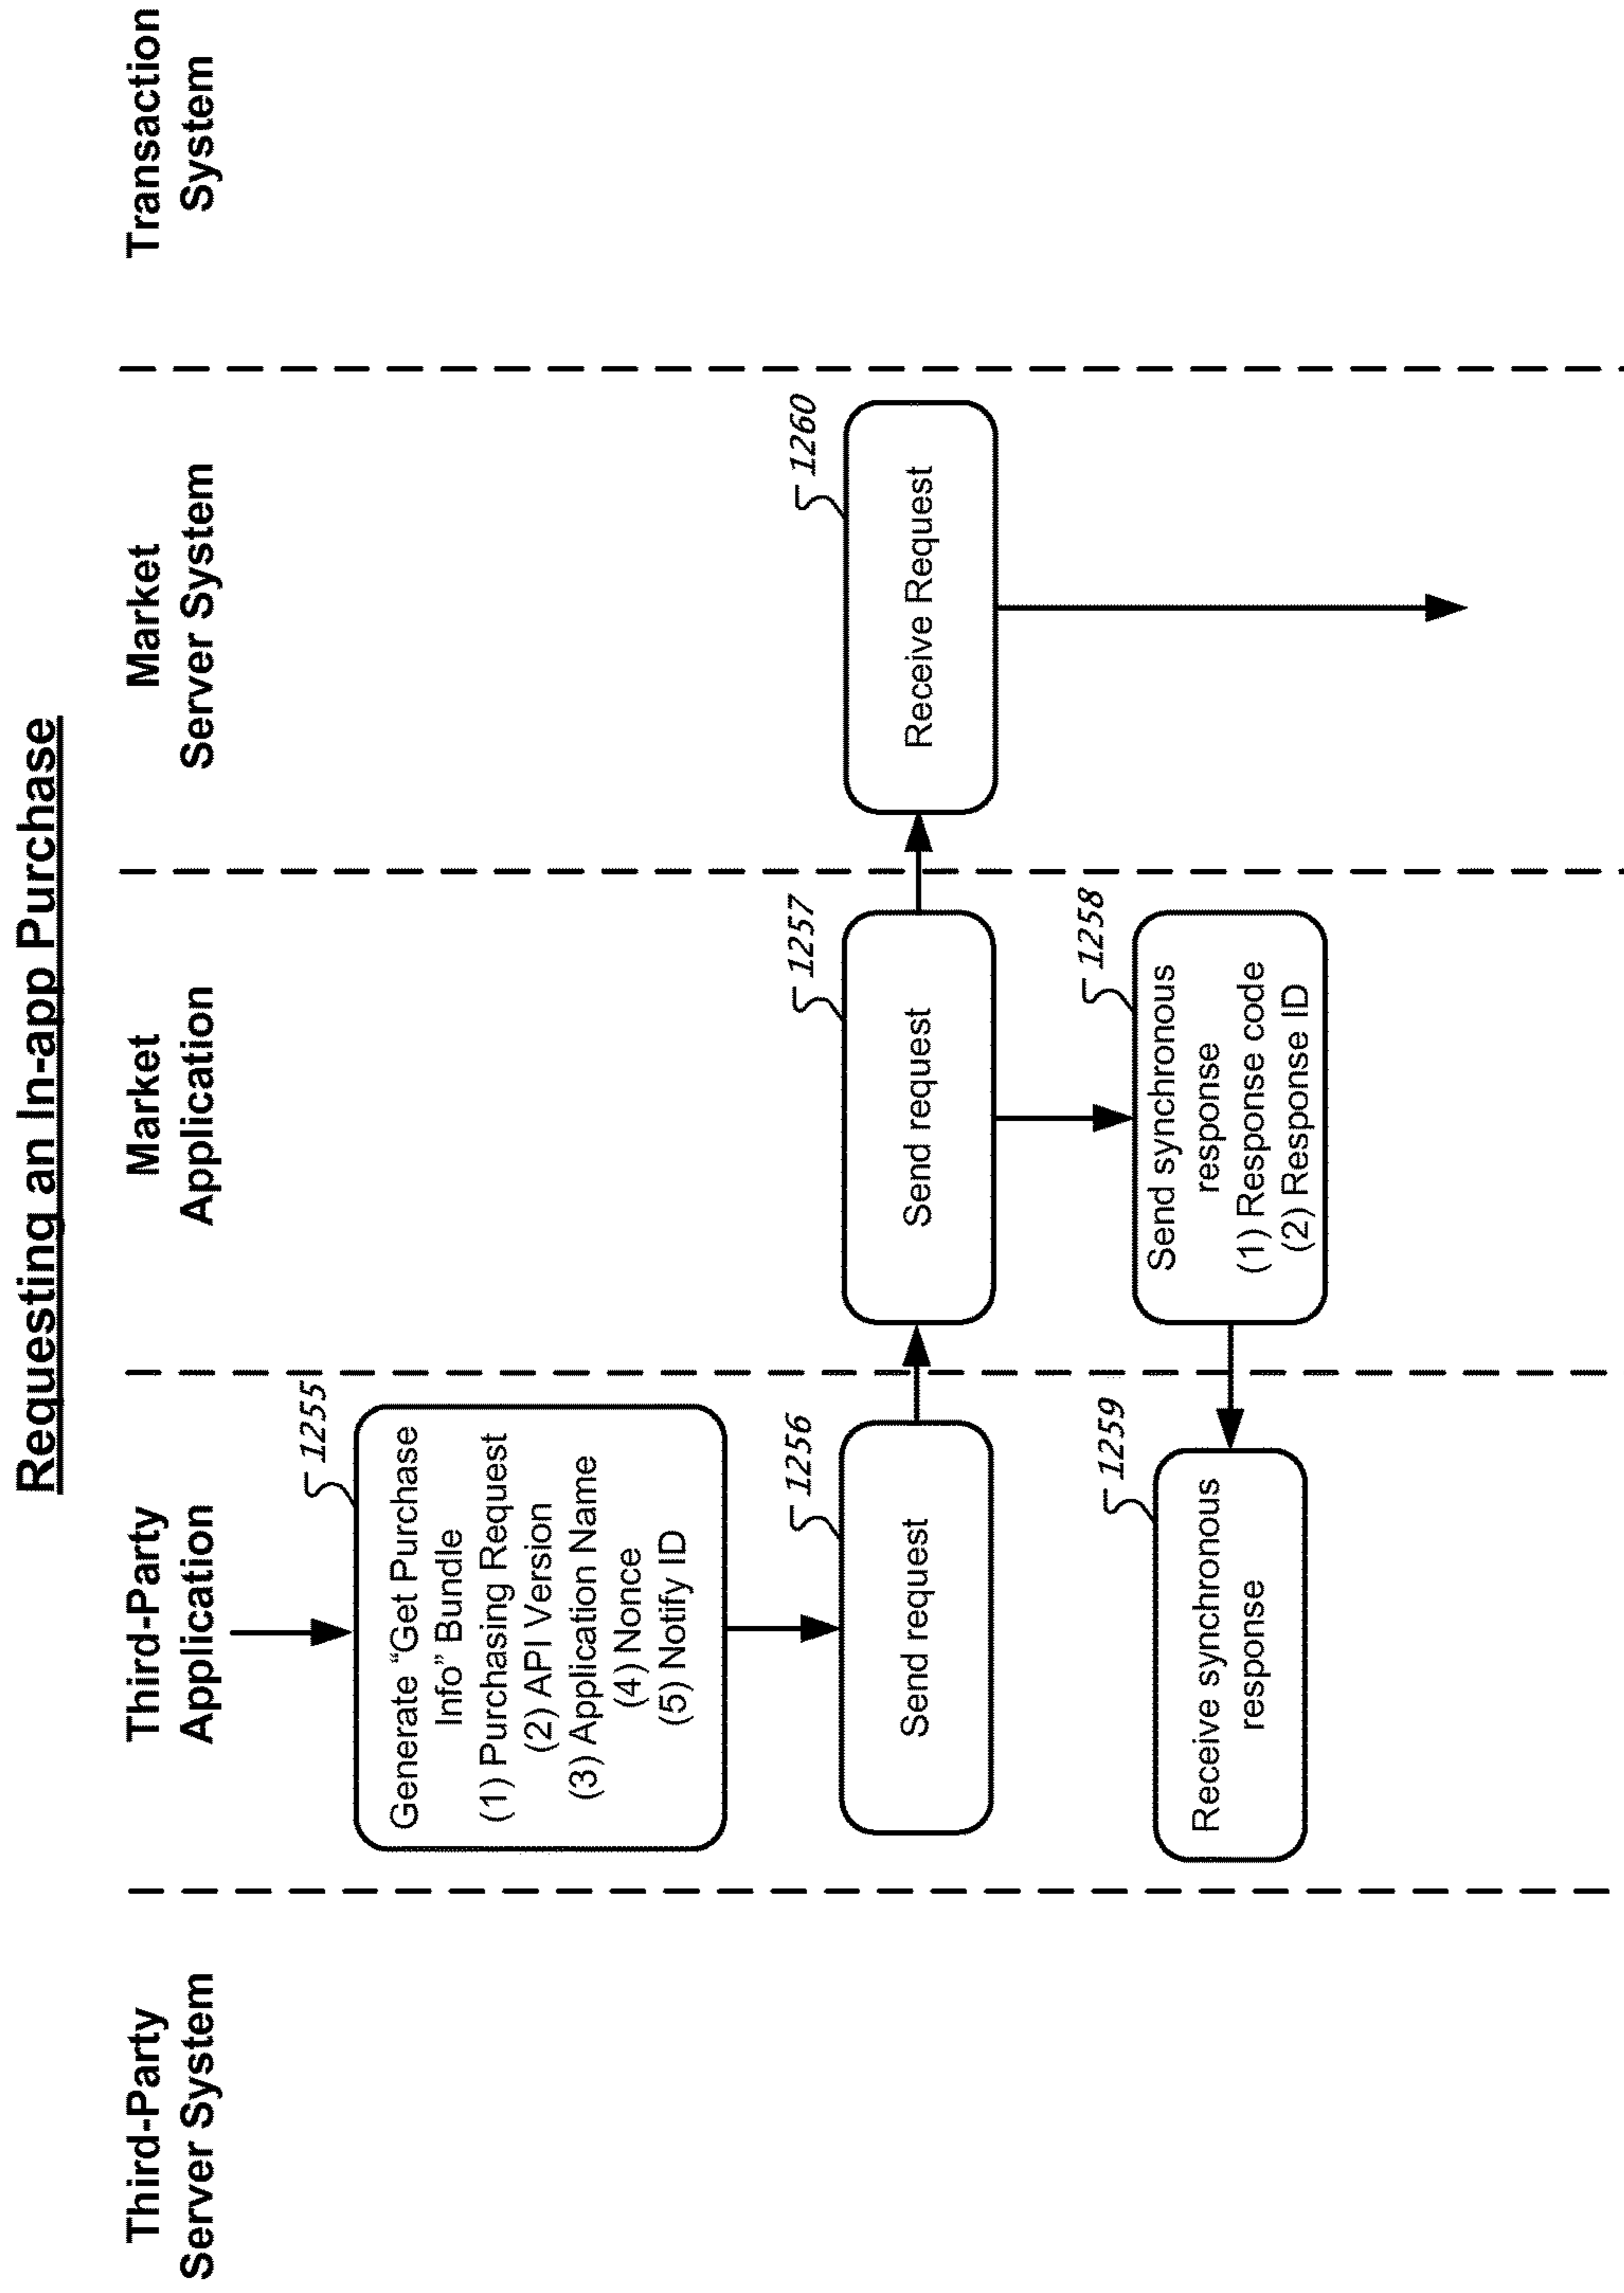 Requesting an In-app Purchase
Third-Party
Server System
Third-Party
Application
Market
Application
Market
Server System
Transaction
System
1255
Generate “Get Purchase
Info” Bundle
(1) Purchasing Request
(2) API Version
(3) Application Name
(4) Nonce
(5) Notify ID
1256
Send request
1257
Send request
1260
Receive Request
1258
Send synchronous
response
(1) Response code
(2) Response ID
1259
Receive synchronous
response